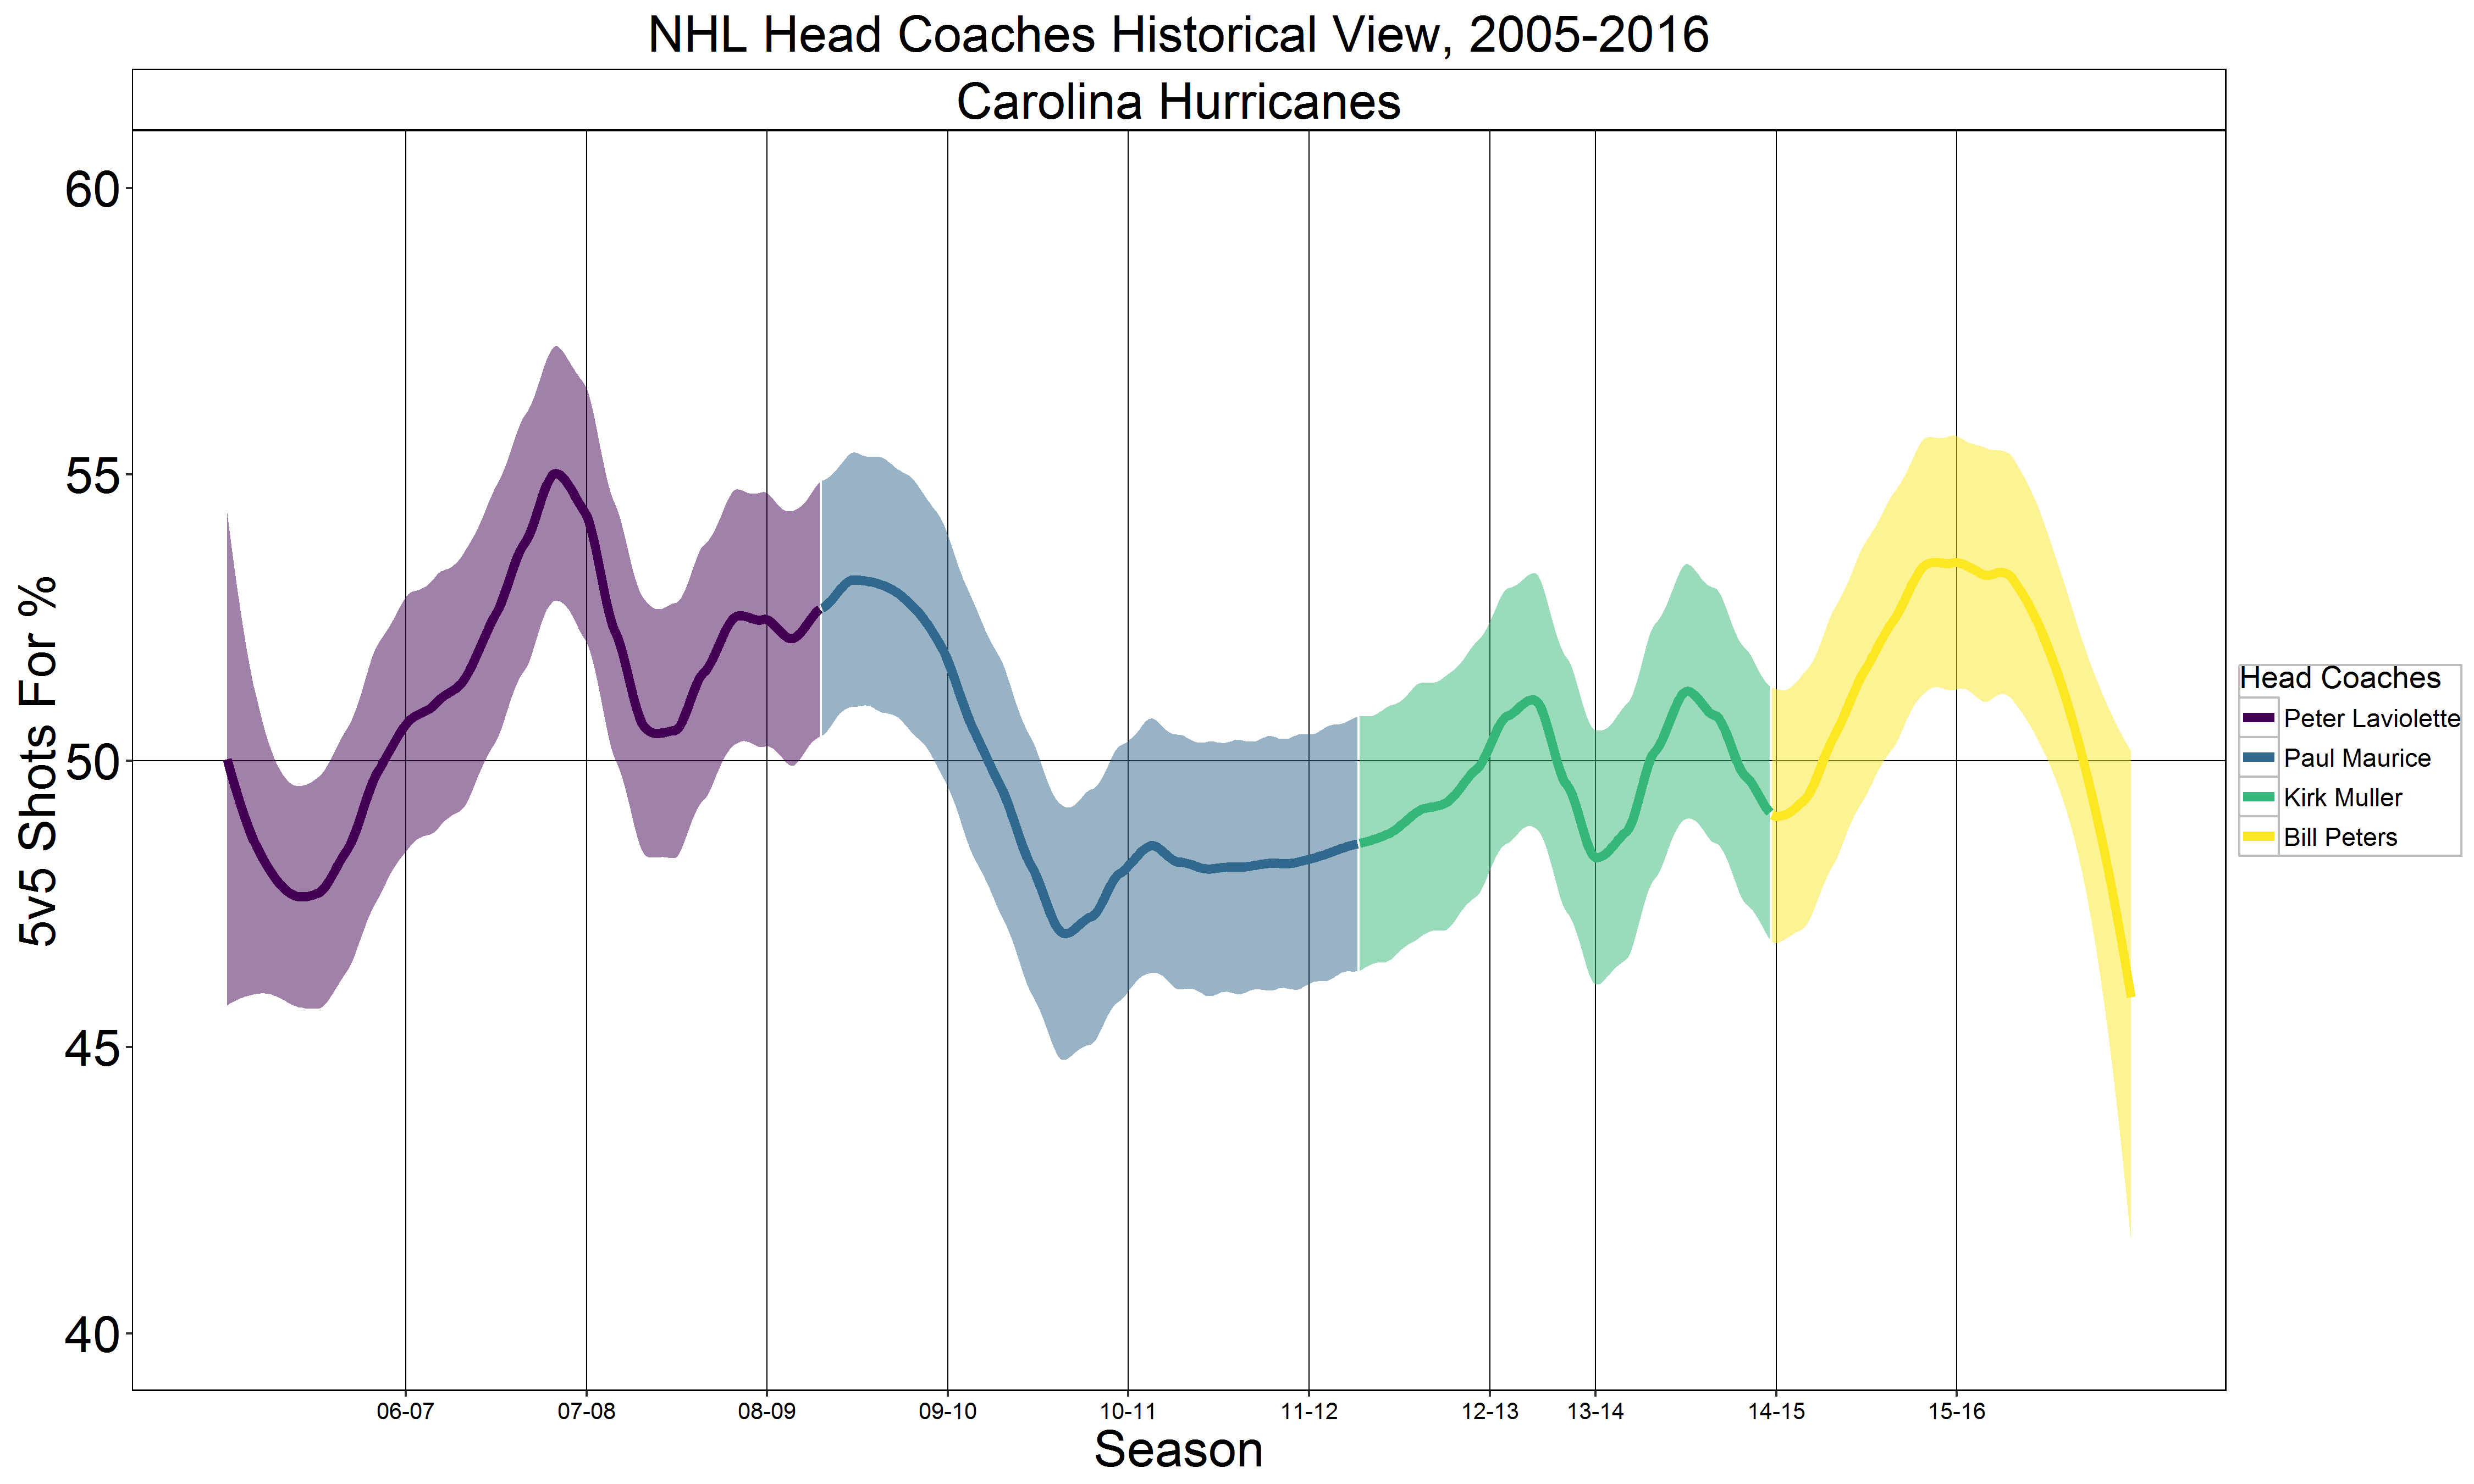 NHL Head Coaches Historical View, 2005-2016
Carolina Hurricanes
60
55
50
45
40
5v5 Shots For %
06-07 07-08 08-09 09-10 10-11 11-12 12-13 13-14 14-15 15-16
Season
Head Coaches
Peter Laviolette
Paul Maurice
Kirk Muller
Bill Peters